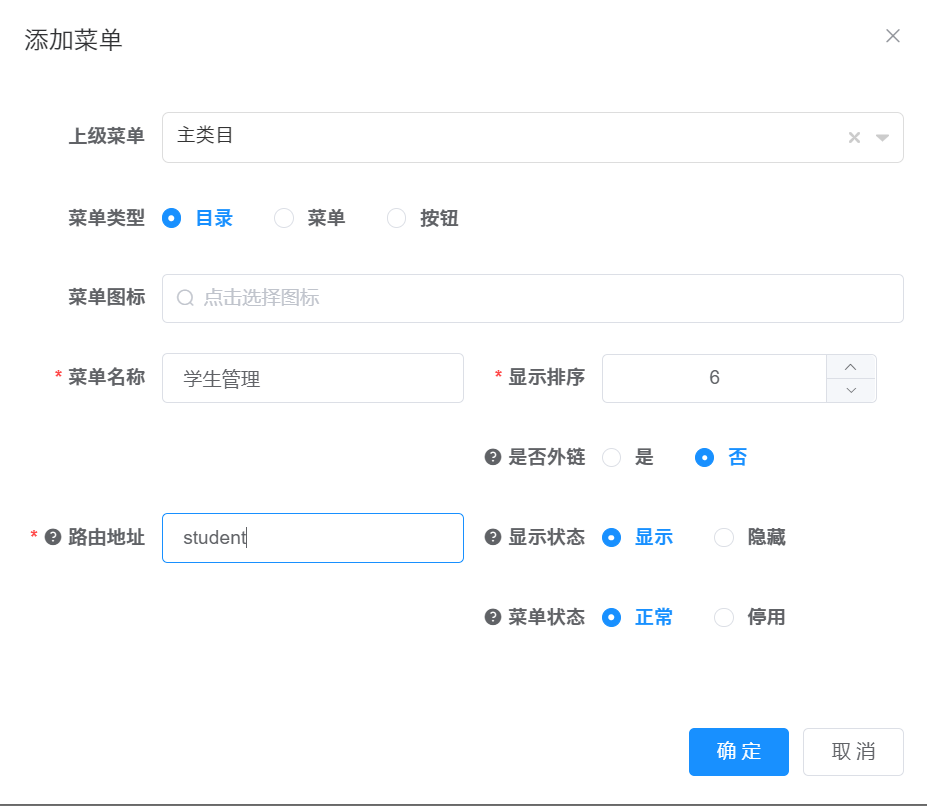 添加菜单
上级菜单 主类目
菜单类型 目录 菜单 按钮
菜单图标 点击选择图标
* 菜单名称 学生管理 * 显示排序 6
? 是否外链 是 否
* ? 路由地址 student ? 显示状态 显示 隐藏
? 菜单状态 正常 停用
确 定 取 消